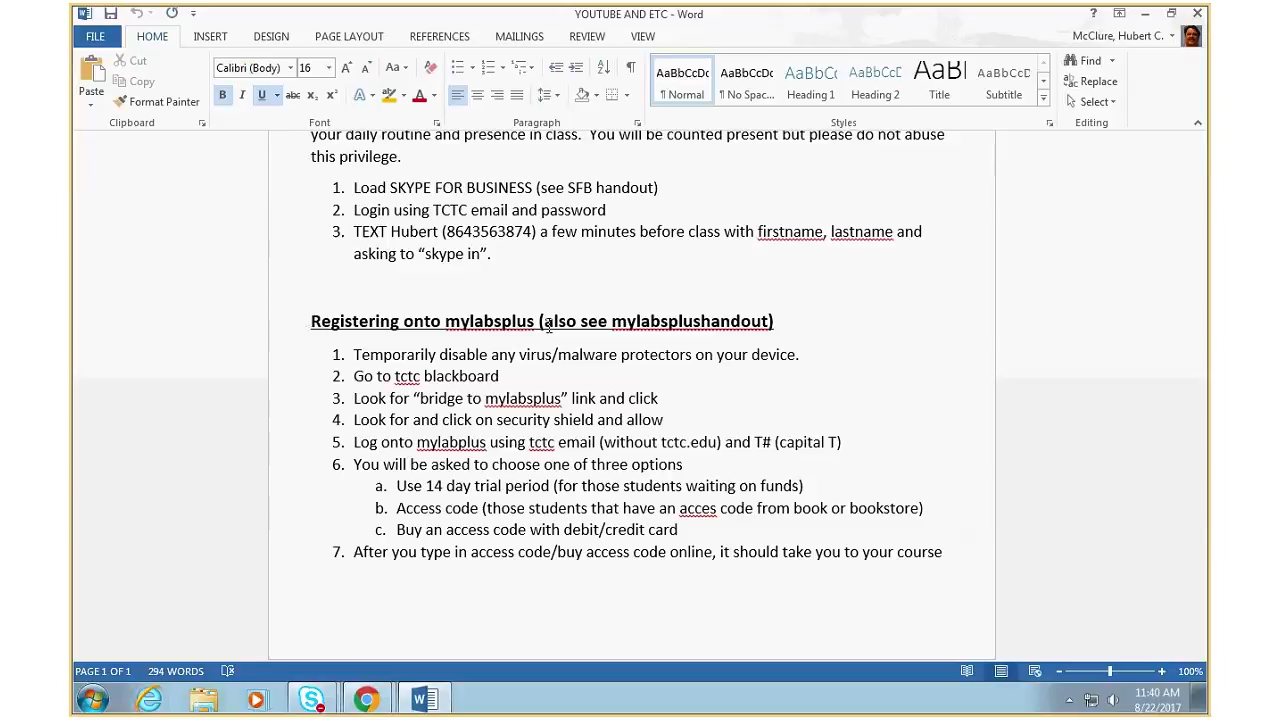 YOUTUBE AND ETC - Word
FILE HOME INSERT DESIGN PAGE LAYOUT REFERENCES MAILINGS REVIEW VIEW McClure, Hubert C.
Paste
Cut
Copy
Format Painter
Clipboard
Calibri (Body) 16
Font
Paragraph
AaBbCcDc AaBbCcDc AaBbCc AaBbCcD AaBl AaBbCcD
¶ Normal ¶ No Spac... Heading 1 Heading 2 Title Subtitle
Styles
Find
Replace
Select
Editing
your daily routine and presence in class. You will be counted present but please do not abuse
this privilege.
1. Load SKYPE FOR BUSINESS (see SFB handout)
2. Login using TCTC email and password
3. TEXT Hubert (8643563874) a few minutes before class with firstname, lastname and
asking to “skype in”.
Registering onto mylabsplus (also see mylabsplushandout)
1. Temporarily disable any virus/malware protectors on your device.
2. Go to tctc blackboard
3. Look for “bridge to mylabsplus” link and click
4. Look for and click on security shield and allow
5. Log onto mylabplus using tctc email (without tctc.edu) and T# (capital T)
6. You will be asked to choose one of three options
a. Use 14 day trial period (for those students waiting on funds)
b. Access code (those students that have an acces code from book or bookstore)
c. Buy an access code with debit/credit card
7. After you type in access code/buy access code online, it should take you to your course
PAGE 1 OF 1 294 WORDS 100%
11:40 AM
8/22/2017